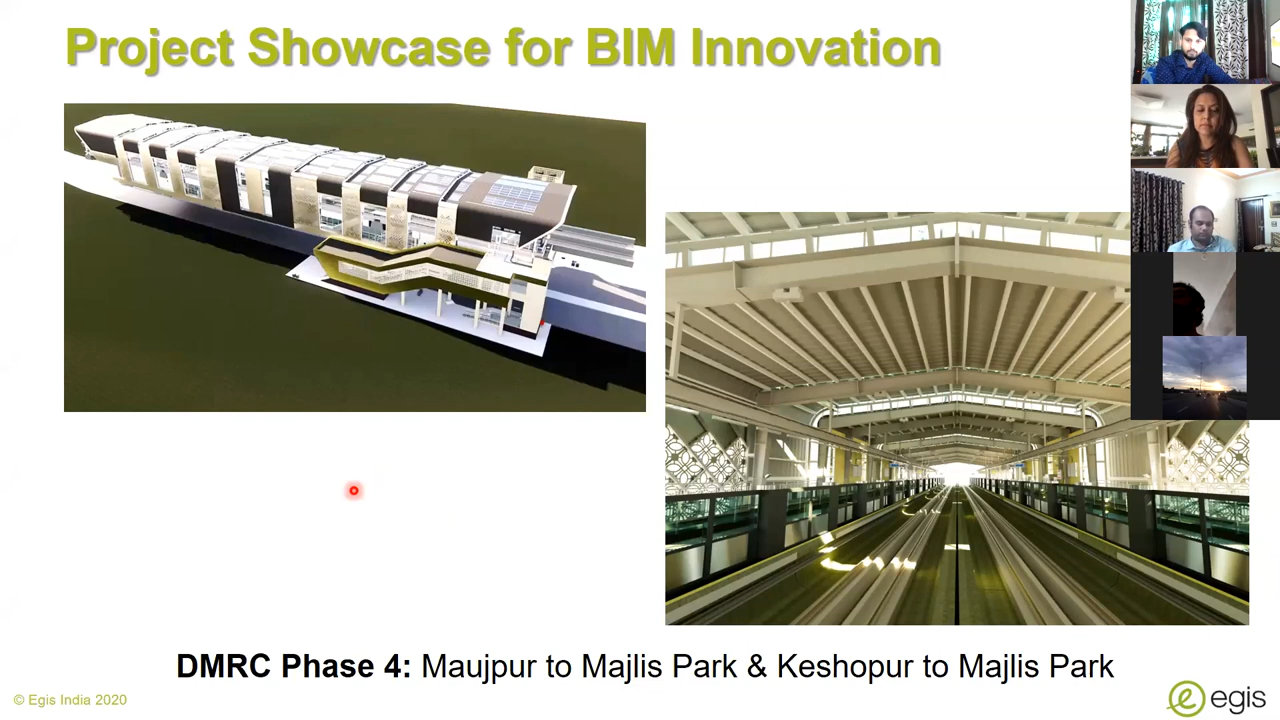 Project Showcase for BIM Innovation
DMRC Phase 4: Maujpur to Majlis Park & Keshopur to Majlis Park
© Egis India 2020
egis